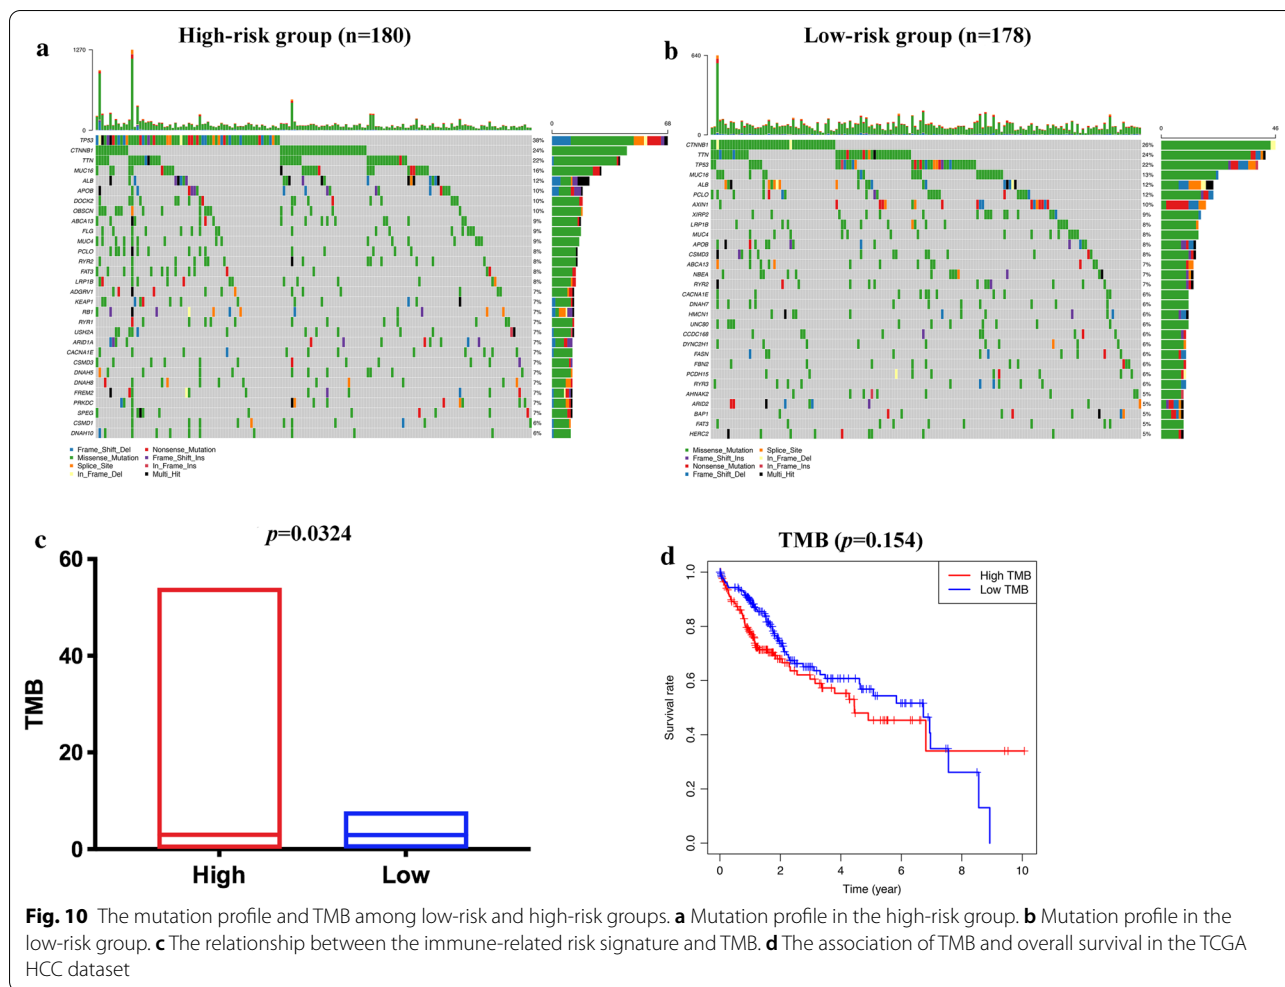 a
High-risk group (n=180)
1270
0
0
68
TP53 38%
CTNNB1 24%
TTN 22%
MUC16 16%
ALB 12%
APOB 10%
DOCK2 10%
OBSCN 10%
ABCA13 9%
FLG 9%
MUC4 9%
PCLO 8%
RYR2 8%
FAT3 8%
LRP1B 8%
ADGRV1 7%
KEAP1 7%
RB1 7%
RYR1 7%
USH2A 7%
ARID1A 7%
CACNA1E 7%
CSMD3 7%
DNAH5 7%
DNAH8 7%
FREM2 7%
PRKDC 7%
SPEG 7%
CSMD1 6%
DNAH10 6%
Frame_Shift_Del Nonsense_Mutation
Missense_Mutation Frame_Shift_Ins
Splice_Site In_Frame_Ins
In_Frame_Del Multi_Hit
b
Low-risk group (n=178)
640
0
0
46
CTNNB1 26%
TTN 24%
TP53 22%
MUC16 13%
ALB 12%
PCLO 12%
AXIN1 10%
XIRP2 9%
LRP1B 8%
MUC4 8%
APOB 8%
CSMD3 8%
ABCA13 7%
NBEA 7%
RYR2 7%
CACNA1E 6%
DNAH7 6%
HMCN1 6%
UNC80 6%
CCDC168 6%
DYNC2H1 6%
FASN 6%
FBN2 6%
PCDH15 6%
RYR3 6%
AHNAK2 5%
ARID2 5%
BAP1 5%
FAT3 5%
HERC2 5%
Missense_Mutation Splice_Site
Frame_Shift_Ins In_Frame_Del
Nonsense_Mutation In_Frame_Ins
Frame_Shift_Del Multi_Hit
c
p=0.0324
TMB
60
40
20
0
High Low
d
TMB (p=0.154)
High TMB
Low TMB
Survival rate
1.0
0.8
0.6
0.4
0.2
0.0
0 2 4 6 8 10
Time (year)
Fig. 10 The mutation profile and TMB among low-risk and high-risk groups. a Mutation profile in the high-risk group. b Mutation profile in the
low-risk group. c The relationship between the immune-related risk signature and TMB. d The association of TMB and overall survival in the TCGA
HCC dataset